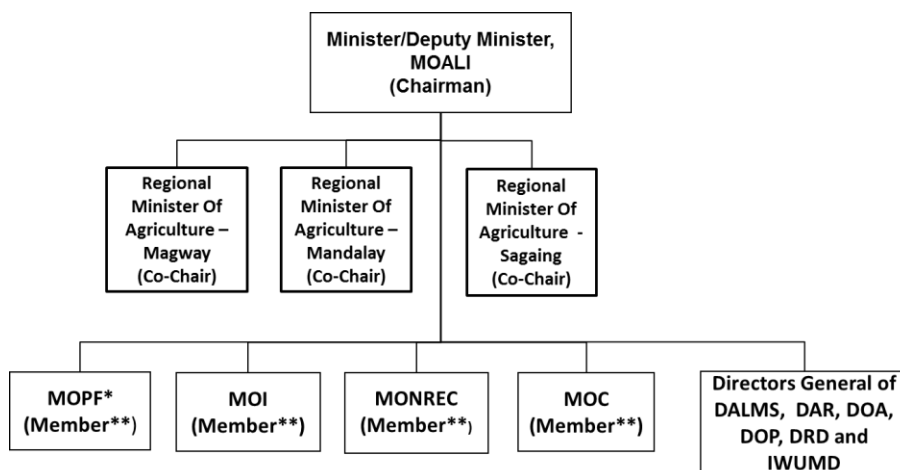 Minister/Deputy Minister,
MOALI
(Chairman)
Regional
Minister Of
Agriculture –
Magway
(Co-Chair)
Regional
Minister Of
Agriculture –
Mandalay
(Co-Chair)
Regional
Minister Of
Agriculture -
Sagaing
(Co-Chair)
MOPF*
(Member**)
MOI
(Member**)
MONREC
(Member**)
MOC
(Member**)
Directors General of
DALMS, DAR, DOA,
DOP, DRD and
IWUMD